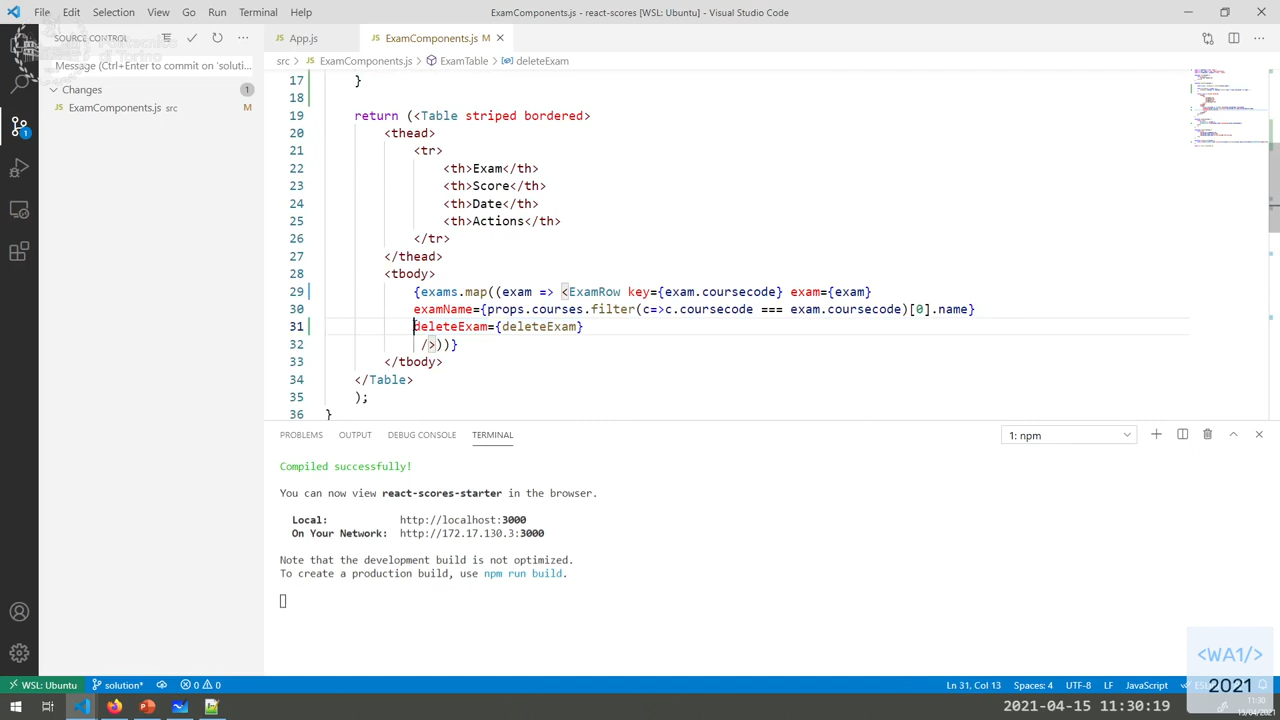 File Edit Selection View Go Run Terminal Help
ExamComponents.js - react-scores [WSL: Ubuntu] - Visual Studio Code
SOURCE CONTROL
App.js
ExamComponents.js M
Message (Ctrl+Enter to commit on 'soluti...
src > ExamComponents.js > ExamTable > deleteExam
Changes 1
ExamComponents.js src M
17 }
18
19 return (<Table striped bordered>
20 <thead>
21 <tr>
22 <th>Exam</th>
23 <th>Score</th>
24 <th>Date</th>
25 <th>Actions</th>
26 </tr>
27 </thead>
28 <tbody>
29 {exams.map((exam => <ExamRow key={exam.coursecode} exam={exam}
30 examName={props.courses.filter(c=>c.coursecode === exam.coursecode)[0].name}
31 deleteExam={deleteExam}
32 />))}
33 </tbody>
34 </Table>
35 );
36 }
PROBLEMS OUTPUT DEBUG CONSOLE TERMINAL
1: npm
Compiled successfully!
You can now view react-scores-starter in the browser.
Local: http://localhost:3000
On Your Network: http://172.17.130.3:3000
Note that the development build is not optimized.
To create a production build, use npm run build.
<WA1/>
2021
WSL: Ubuntu solution* 0 0
Ln 31, Col 13 Spaces: 4 UTF-8 LF JavaScript
2021-04-15 11:30:19
11:30
15/04/2021